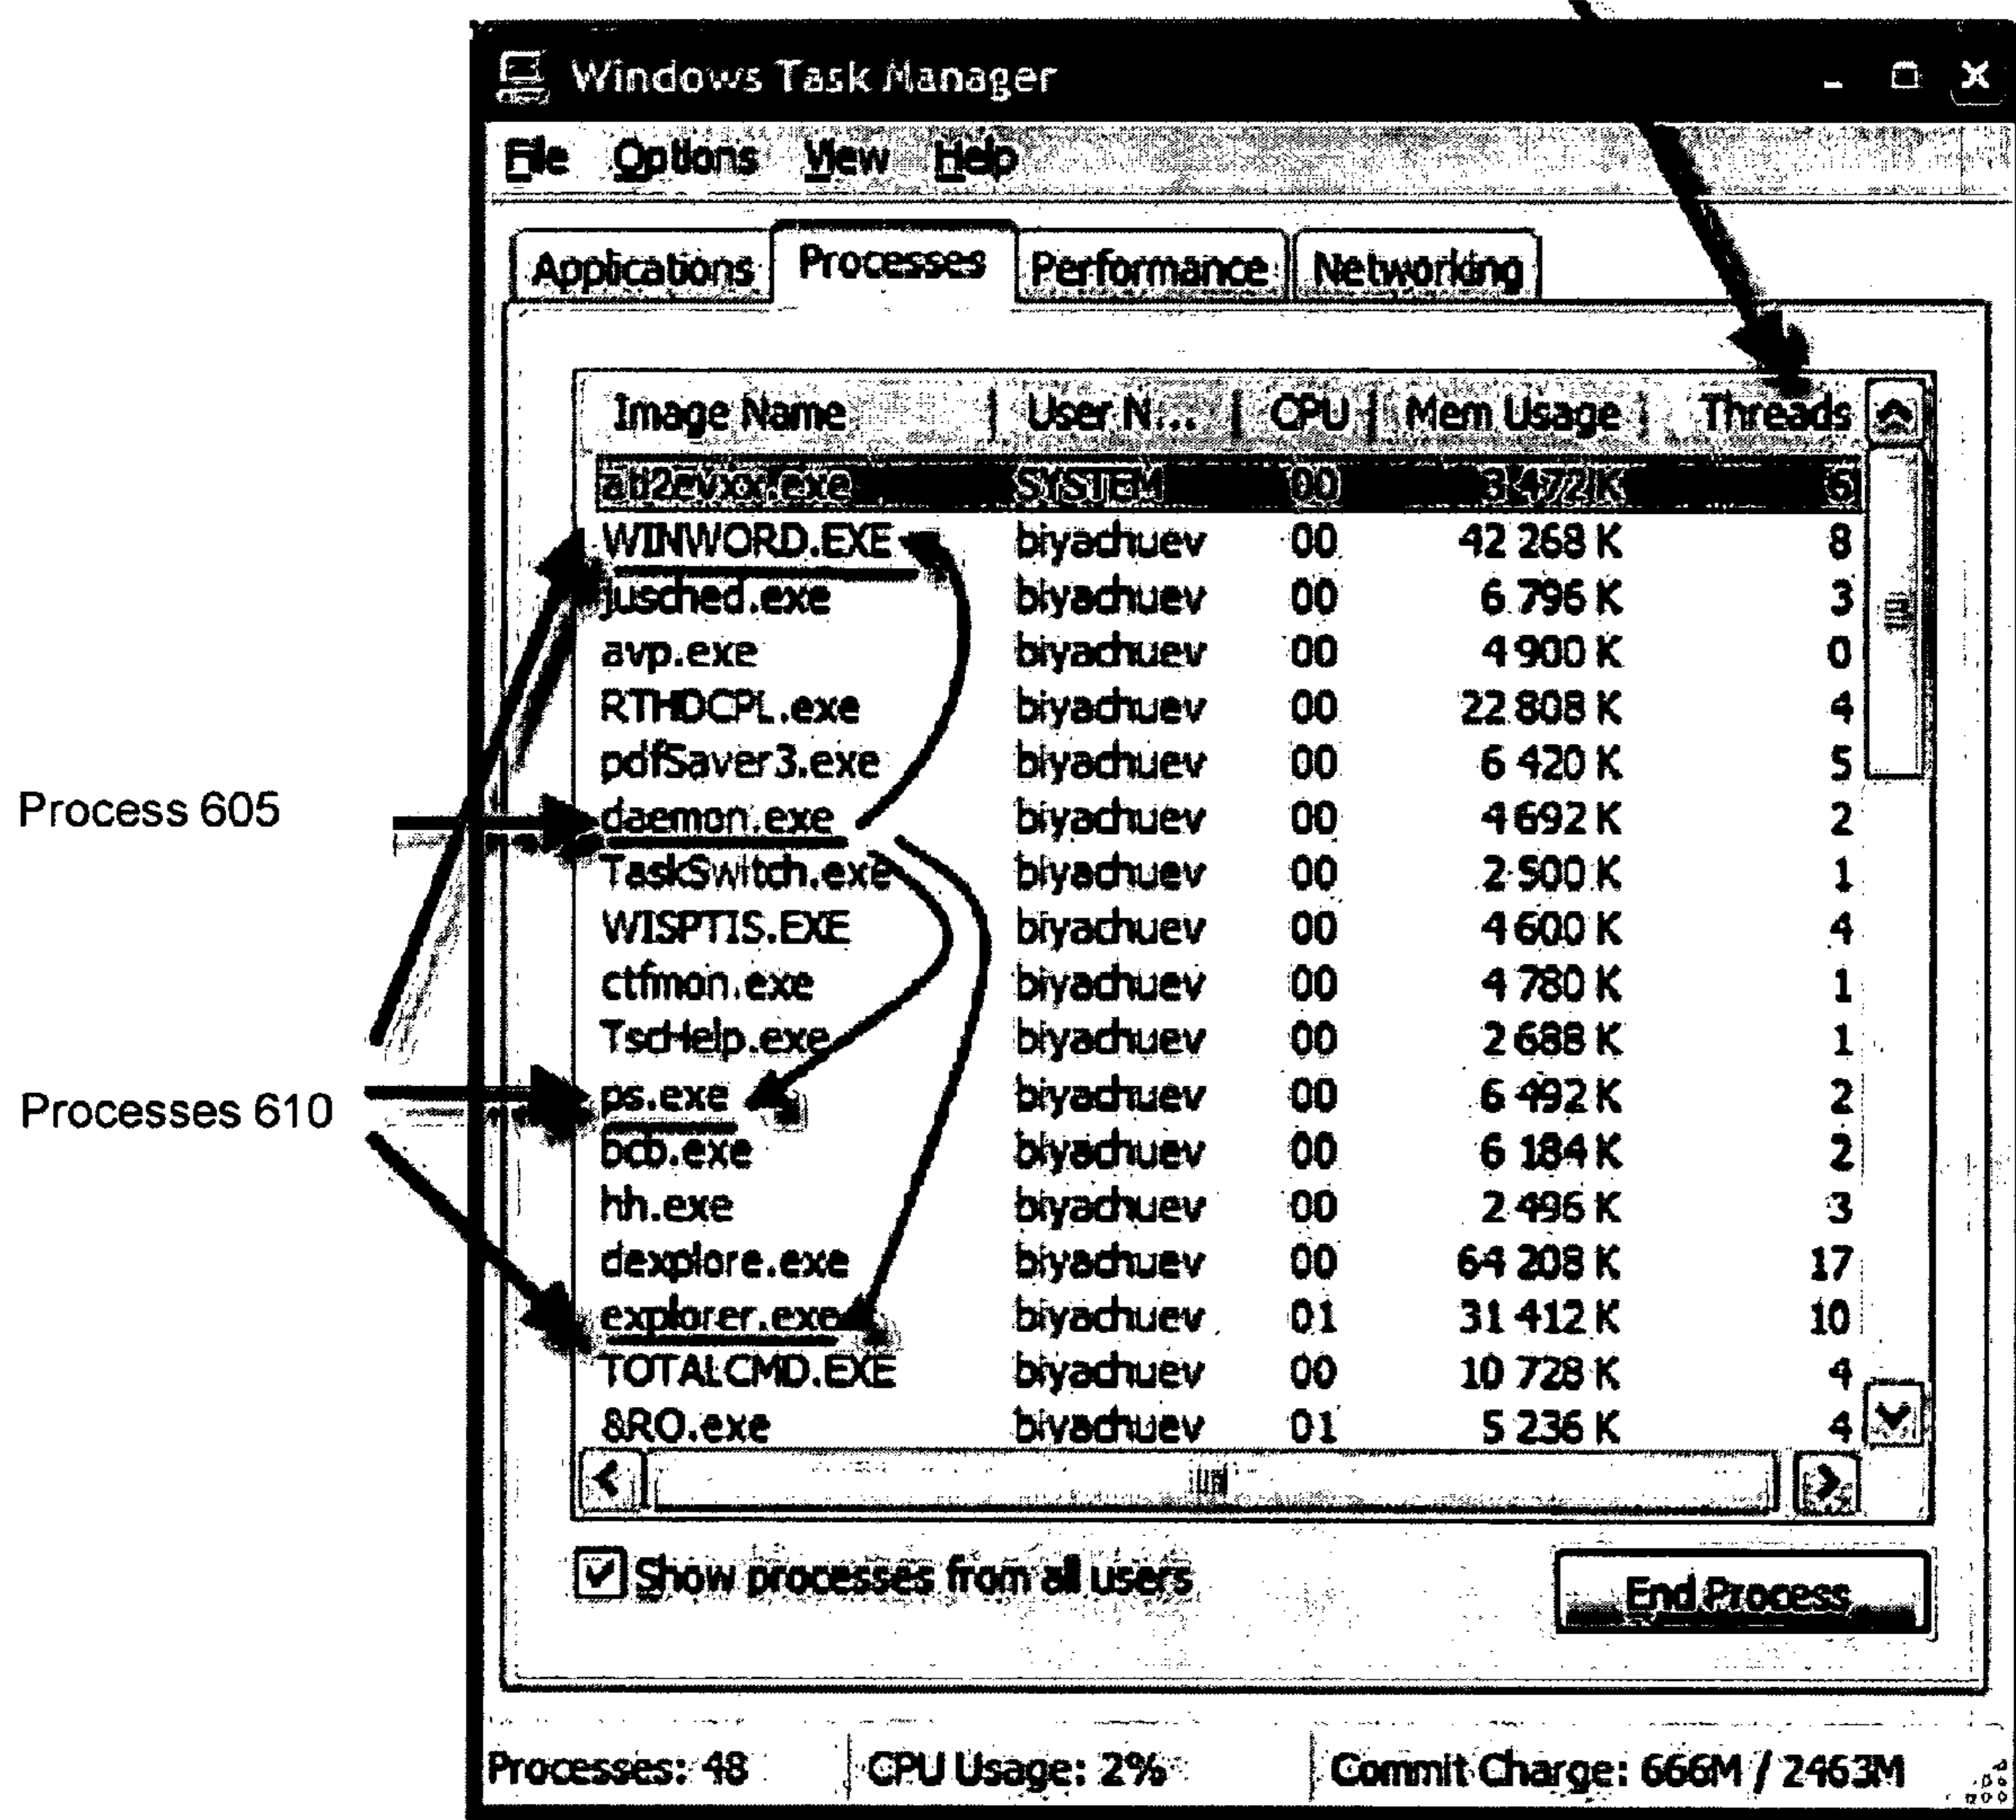 Windows Task Manager
File Options View Help
Applications Processes Performance Networking
Image Name User N... CPU Mem Usage Threads
ati2evxx.exe SYSTEM 00 3 472 K 6
WINWORD.EXE biyachuev 00 42 268 K 8
jusched.exe biyachuev 00 6 796 K 3
avp.exe biyachuev 00 4 900 K 0
RTHDCPL.exe biyachuev 00 22 808 K 4
pdfSaver3.exe biyachuev 00 6 420 K 5
Process 605
daemon.exe biyachuev 00 4 692 K 2
TaskSwitch.exe biyachuev 00 2 500 K 1
WISPTIS.EXE biyachuev 00 4 600 K 4
ctfmon.exe biyachuev 00 4 780 K 1
TscHelp.exe biyachuev 00 2 688 K 1
Processes 610
ps.exe biyachuev 00 6 492 K 2
bcb.exe biyachuev 00 6 184 K 2
hh.exe biyachuev 00 2 496 K 3
dexplore.exe biyachuev 00 64 208 K 17
explorer.exe biyachuev 01 31 412 K 10
TOTALCMD.EXE biyachuev 00 10 728 K 4
&RQ.exe biyachuev 01 5 236 K 4
Show processes from all users
End Process
Processes: 48 CPU Usage: 2% Commit Charge: 666M / 2463M